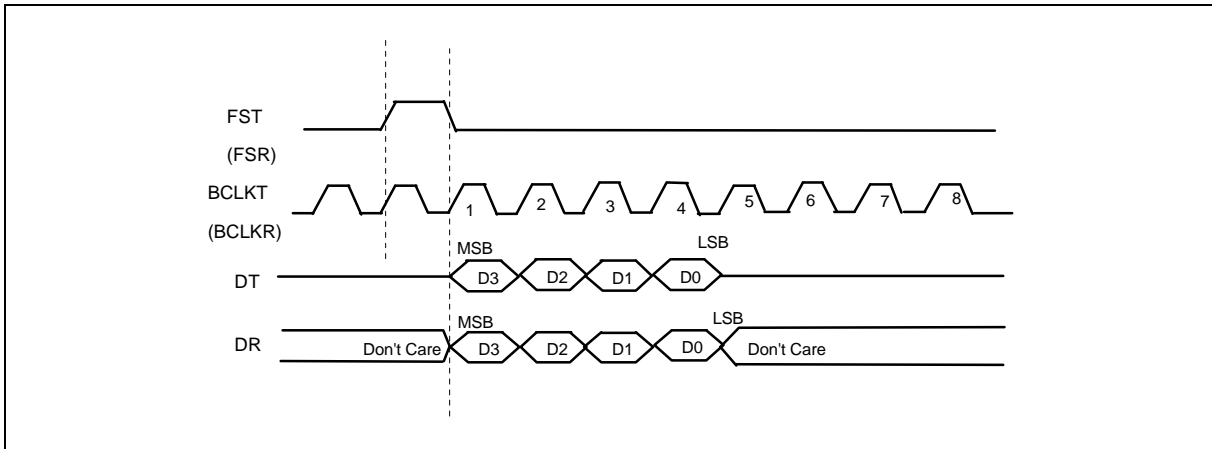 FST
(FSR)
BCLKT
(BCLKR)
1 2 3 4 5 6 7 8
MSB LSB
DT D3 D2 D1 D0
MSB LSB
DR Don't Care D3 D2 D1 D0 Don't Care